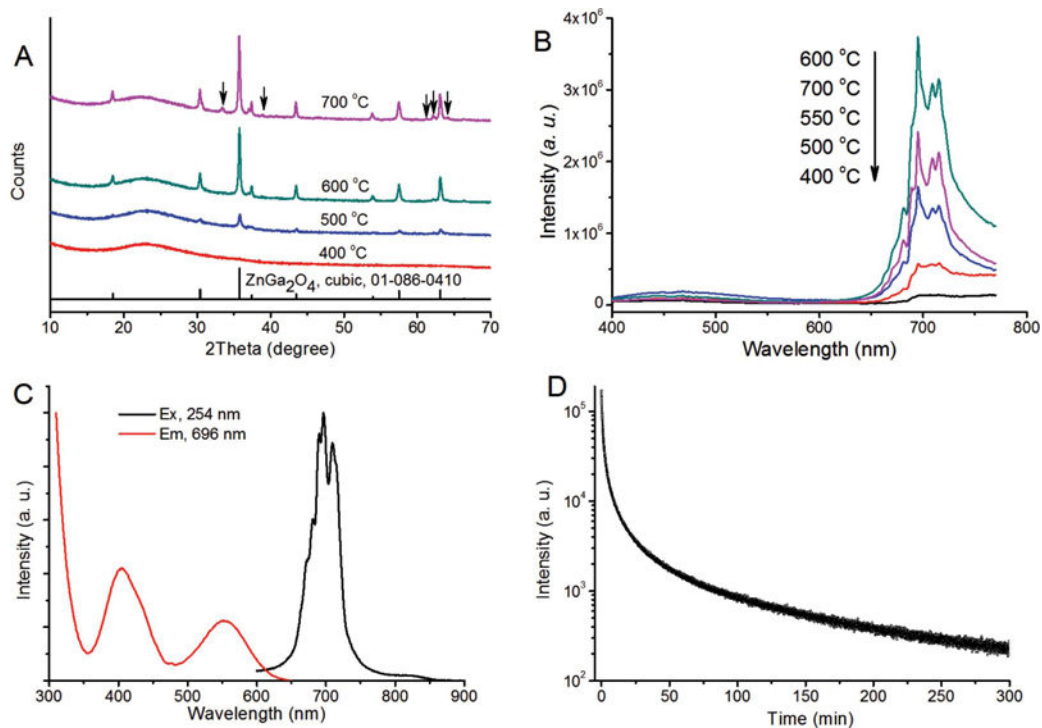 A
700 °C
600 °C
500 °C
400 °C
ZnGa2O4, cubic, 01-086-0410
Counts
10 20 30 40 50 60 70
2Theta (degree)
B
4x10^6
3x10^6
2x10^6
1x10^6
0
600 °C
700 °C
550 °C
500 °C
400 °C
Intensity (a. u.)
400 500 600 700 800
Wavelength (nm)
C
Ex, 254 nm
Em, 696 nm
Intensity (a. u.)
300 400 500 600 700 800 900
Wavelength (nm)
D
10^5
10^4
10^3
10^2
Intensity (a. u.)
0 50 100 150 200 250 300
Time (min)